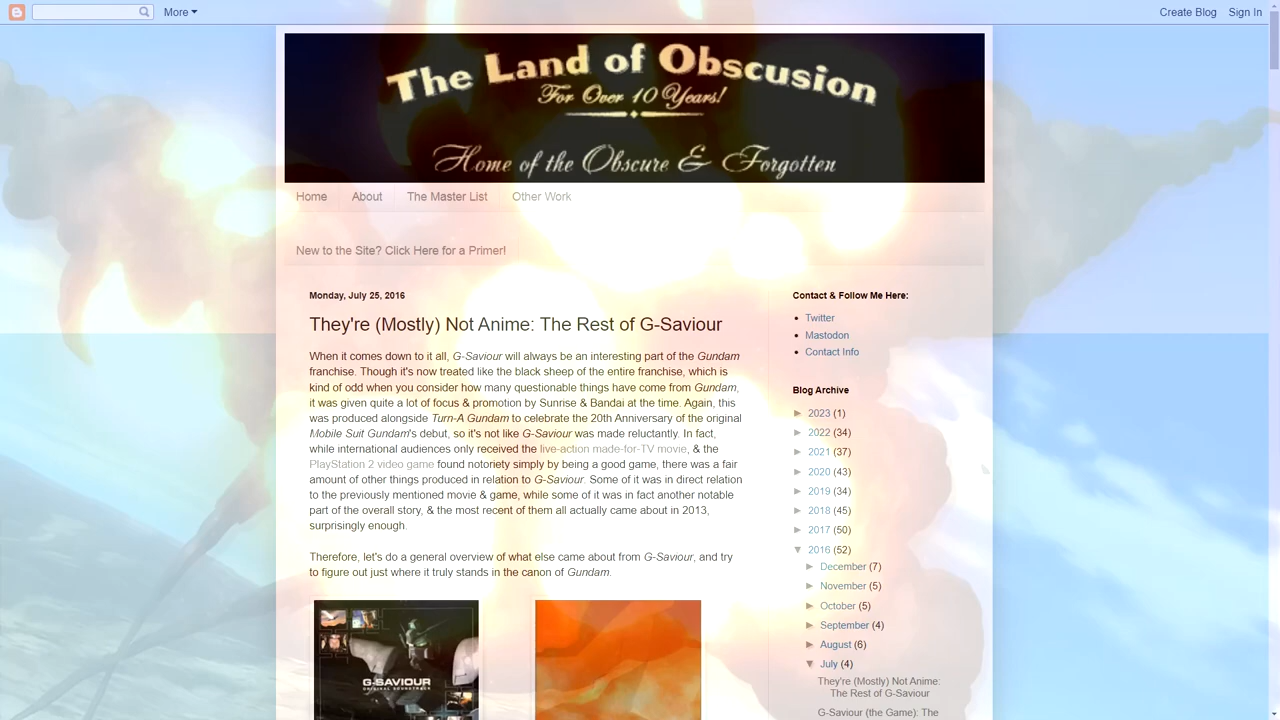 More
Create Blog Sign In
The Land of Obscusion
For Over 10 Years!
Home of the Obscure & Forgotten
Home About The Master List Other Work
New to the Site? Click Here for a Primer!
Monday, July 25, 2016
They're (Mostly) Not Anime: The Rest of G-Saviour
When it comes down to it all, G-Saviour will always be an interesting part of the Gundam
franchise. Though it's now treated like the black sheep of the entire franchise, which is
kind of odd when you consider how many questionable things have come from Gundam,
it was given quite a lot of focus & promotion by Sunrise & Bandai at the time. Again, this
was produced alongside Turn-A Gundam to celebrate the 20th Anniversary of the original
Mobile Suit Gundam's debut, so it's not like G-Saviour was made reluctantly. In fact,
while international audiences only received the live-action made-for-TV movie, & the
PlayStation 2 video game found notoriety simply by being a good game, there was a fair
amount of other things produced in relation to G-Saviour. Some of it was in direct relation
to the previously mentioned movie & game, while some of it was in fact another notable
part of the overall story, & the most recent of them all actually came about in 2013,
surprisingly enough.
Therefore, let's do a general overview of what else came about from G-Saviour, and try
to figure out just where it truly stands in the canon of Gundam.
G-SAVIOUR
ORIGINAL SOUNDTRACK
Contact & Follow Me Here:
Twitter
Mastodon
Contact Info
Blog Archive
► 2023 (1)
► 2022 (34)
► 2021 (37)
► 2020 (43)
► 2019 (34)
► 2018 (45)
► 2017 (50)
▼ 2016 (52)
► December (7)
► November (5)
► October (5)
► September (4)
► August (6)
▼ July (4)
They're (Mostly) Not Anime:
The Rest of G-Saviour
G-Saviour (the Game): The